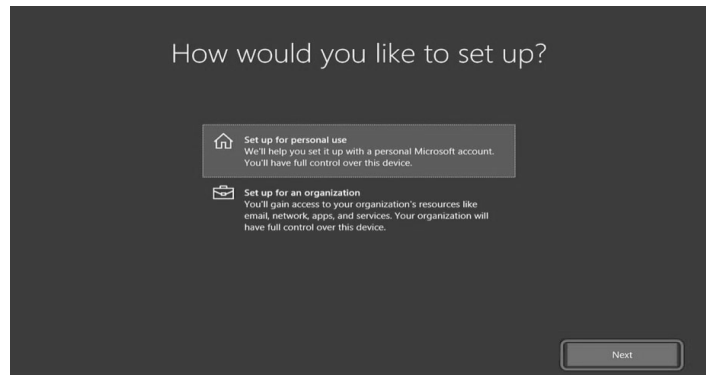 How would you like to set up?
Set up for personal use
We'll help you set it up with a personal Microsoft account.
You'll have full control over this device.
Set up for an organization
You'll gain access to your organization's resources like
email, network, apps, and services. Your organization will
have full control over this device.
Next